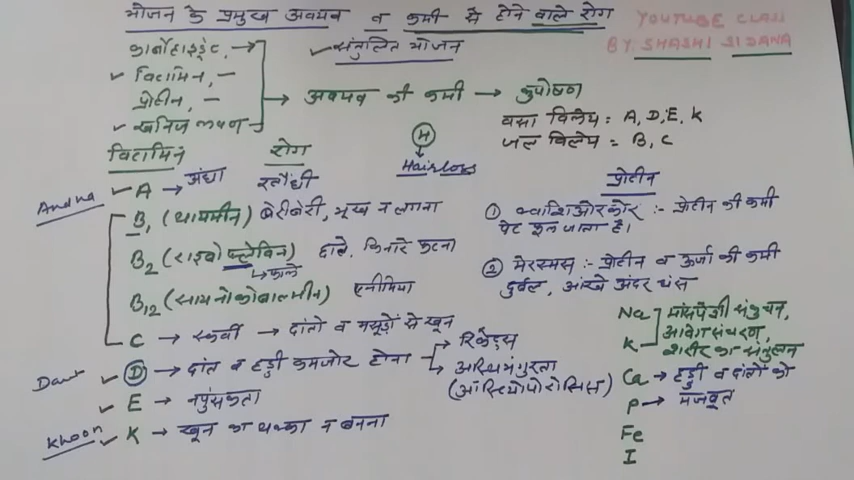 भोजन के प्रमुख अवयव व कमी से होने वाले रोग
YOUTUBE CLASS
BY: SHASHI SIDANA
कार्बोहाइड्रेट, →
✓ संतुलित भोजन
✓ विटामिन, –
प्रोटीन, –
✓ खनिज लवण –
→ अवयव की कमी → कुपोषण
वसा विलेय = A, D, E, K
जल विलेय = B, C
H
Hairloss
विटामिन
रोग
Andha ✓ A → अंधा रतौंधी
B₁ (थायमीन) बेरीबेरी, भूख न लगना
B₂ (राइबोफ्लेविन) छाले, किनारे फटना
→ छाले
B₁₂ (सायनोकोबालमीन) एनीमिया
C → स्कर्वी → दांतो व मसूड़ों से खून
Dant ✓ D → दांत व हड्डी कमजोर होना
→ रिकेट्स
→ अस्थिभंगुरता
(ऑस्टियोपोरोसिस)
✓ E → नपुंसकता
Khoon ✓ K → खून का थक्का न बनना
प्रोटीन
① क्वाशिओरकोर :- प्रोटीन की कमी
पेट फूल जाता है।
② मेरस्मस :- प्रोटीन व ऊर्जा की कमी
दुर्बल, आंखे अंदर धंस
Na
K
मांसपेशी संकुचन,
आवेग संचरण,
शरीर का संतुलन
Ca → हड्डी व दांतों को
P → मजबूत
Fe
I